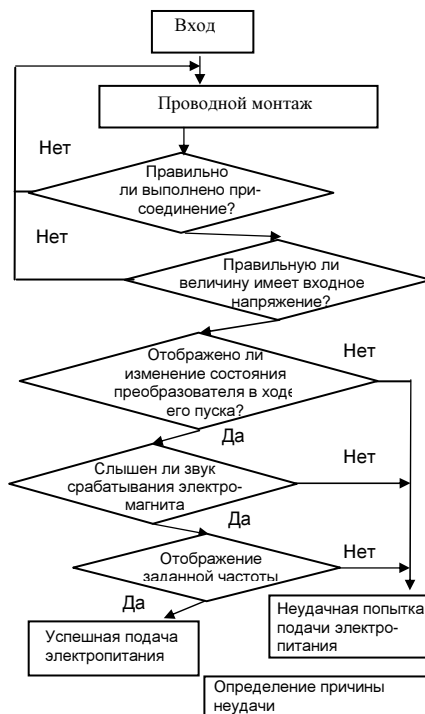 Вход
Проводной монтаж
Нет
Правильно
ли выполнено при-
соединение?
Нет
Правильную ли
величину имеет входное
напряжение?
Отображено ли
изменение состояния
преобразователя в ходе
его пуска?
Нет
Да
Слышен ли звук
срабатывания электро-
магнита
Нет
Да
Отображение
заданной частоты
Нет
Да
Неудачная попытка
подачи электро-
питания
Успешная подача
электропитания
Определение причины
неудачи